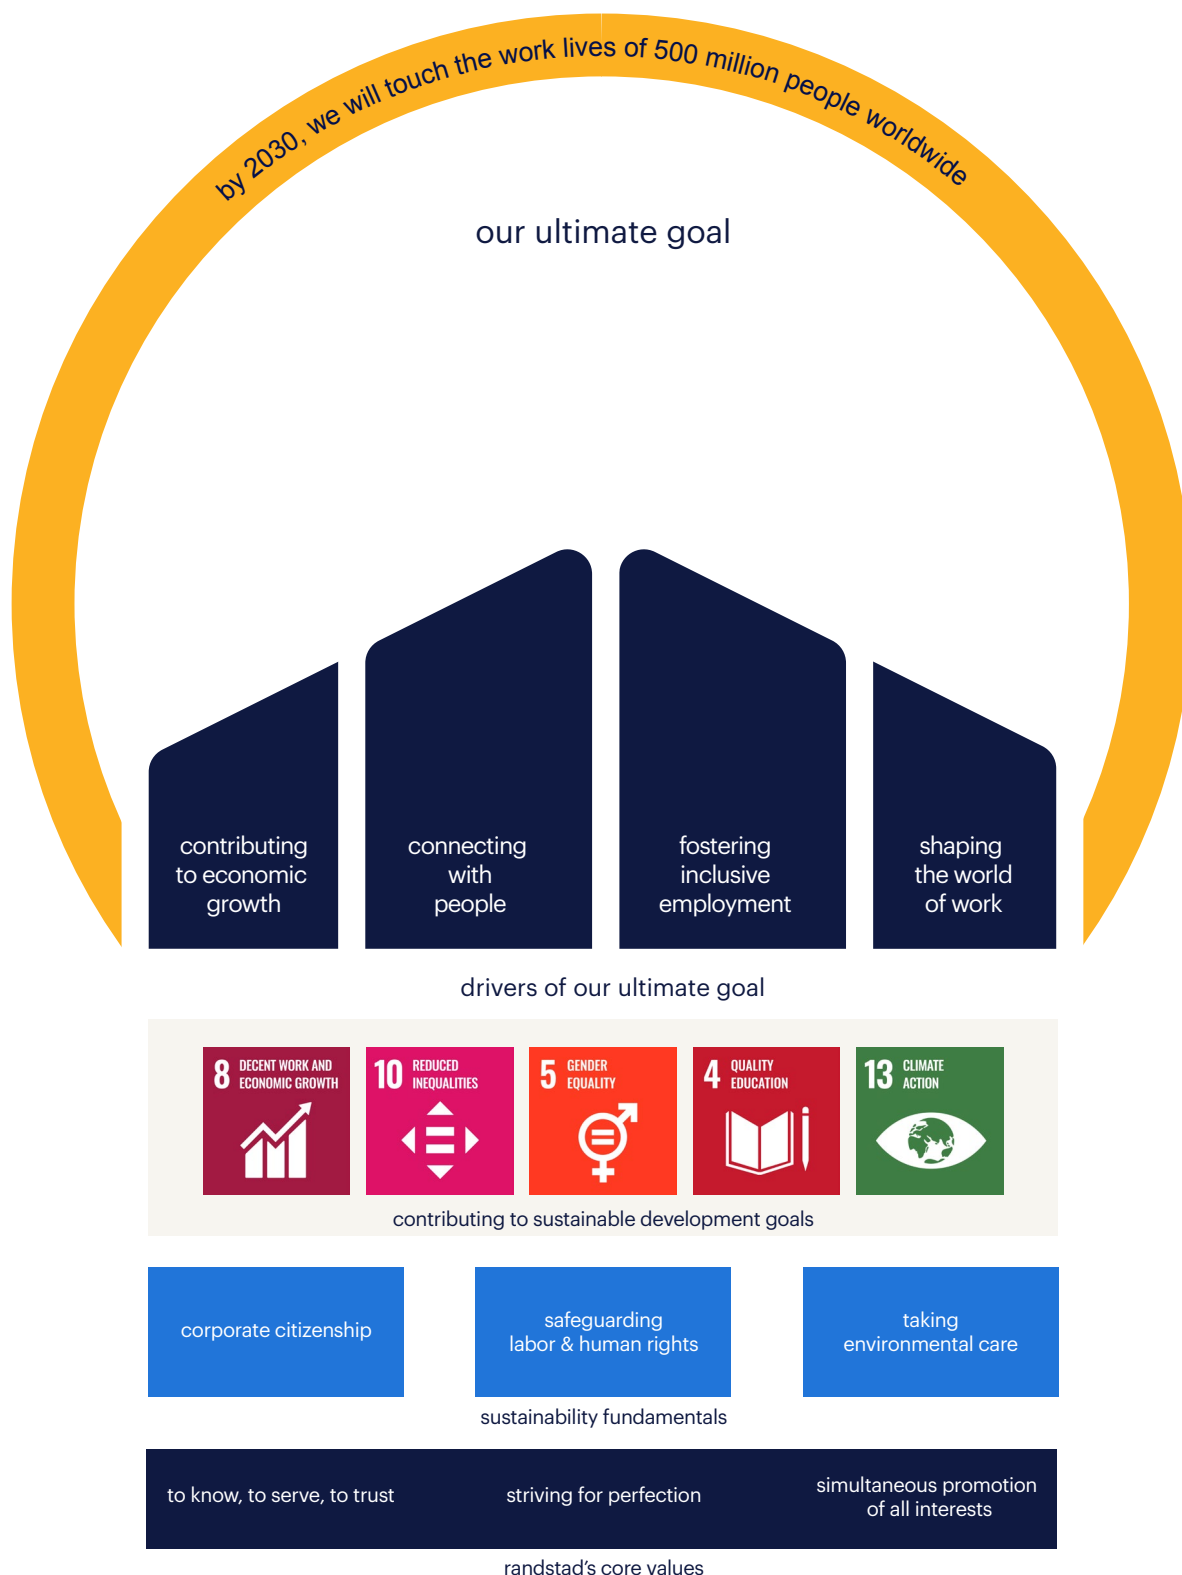 by 2030, we will touch the work lives of 500 million people worldwide
our ultimate goal
contributing
to economic
growth
connecting
with
people
fostering
inclusive
employment
shaping
the world
of work
drivers of our ultimate goal
8 DECENT WORK AND
ECONOMIC GROWTH
10 REDUCED
INEQUALITIES
5 GENDER
EQUALITY
4 QUALITY
EDUCATION
13 CLIMATE
ACTION
contributing to sustainable development goals
corporate citizenship
safeguarding
labor & human rights
taking
environmental care
sustainability fundamentals
to know, to serve, to trust
striving for perfection
simultaneous promotion
of all interests
randstad’s core values